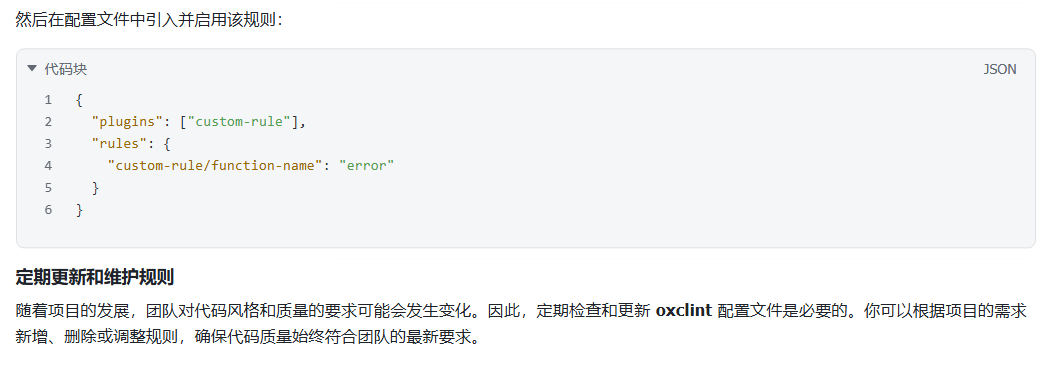 然后在配置文件中引入并启用该规则：
代码块 JSON
1 {
2 "plugins": ["custom-rule"],
3 "rules": {
4 "custom-rule/function-name": "error"
5 }
6 }
定期更新和维护规则
随着项目的发展，团队对代码风格和质量的要求可能会发生变化。因此，定期检查和更新 oxclint 配置文件是必要的。你可以根据项目的需求
新增、删除或调整规则，确保代码质量始终符合团队的最新要求。